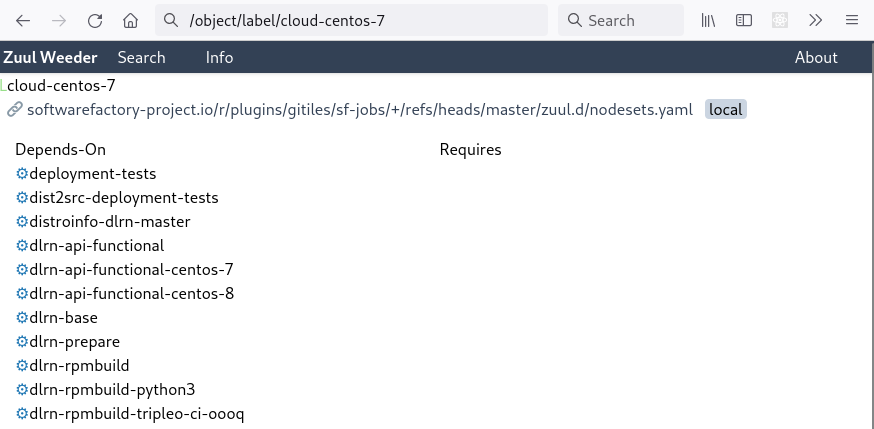 /object/label/cloud-centos-7 Search
Zuul Weeder Search Info About
cloud-centos-7
softwarefactory-project.io/r/plugins/gitiles/sf-jobs/+/refs/heads/master/zuul.d/nodesets.yaml local
Depends-On Requires
deployment-tests
dist2src-deployment-tests
distroinfo-dlrn-master
dlrn-api-functional
dlrn-api-functional-centos-7
dlrn-api-functional-centos-8
dlrn-base
dlrn-prepare
dlrn-rpmbuild
dlrn-rpmbuild-python3
dlrn-rpmbuild-tripleo-ci-oooq